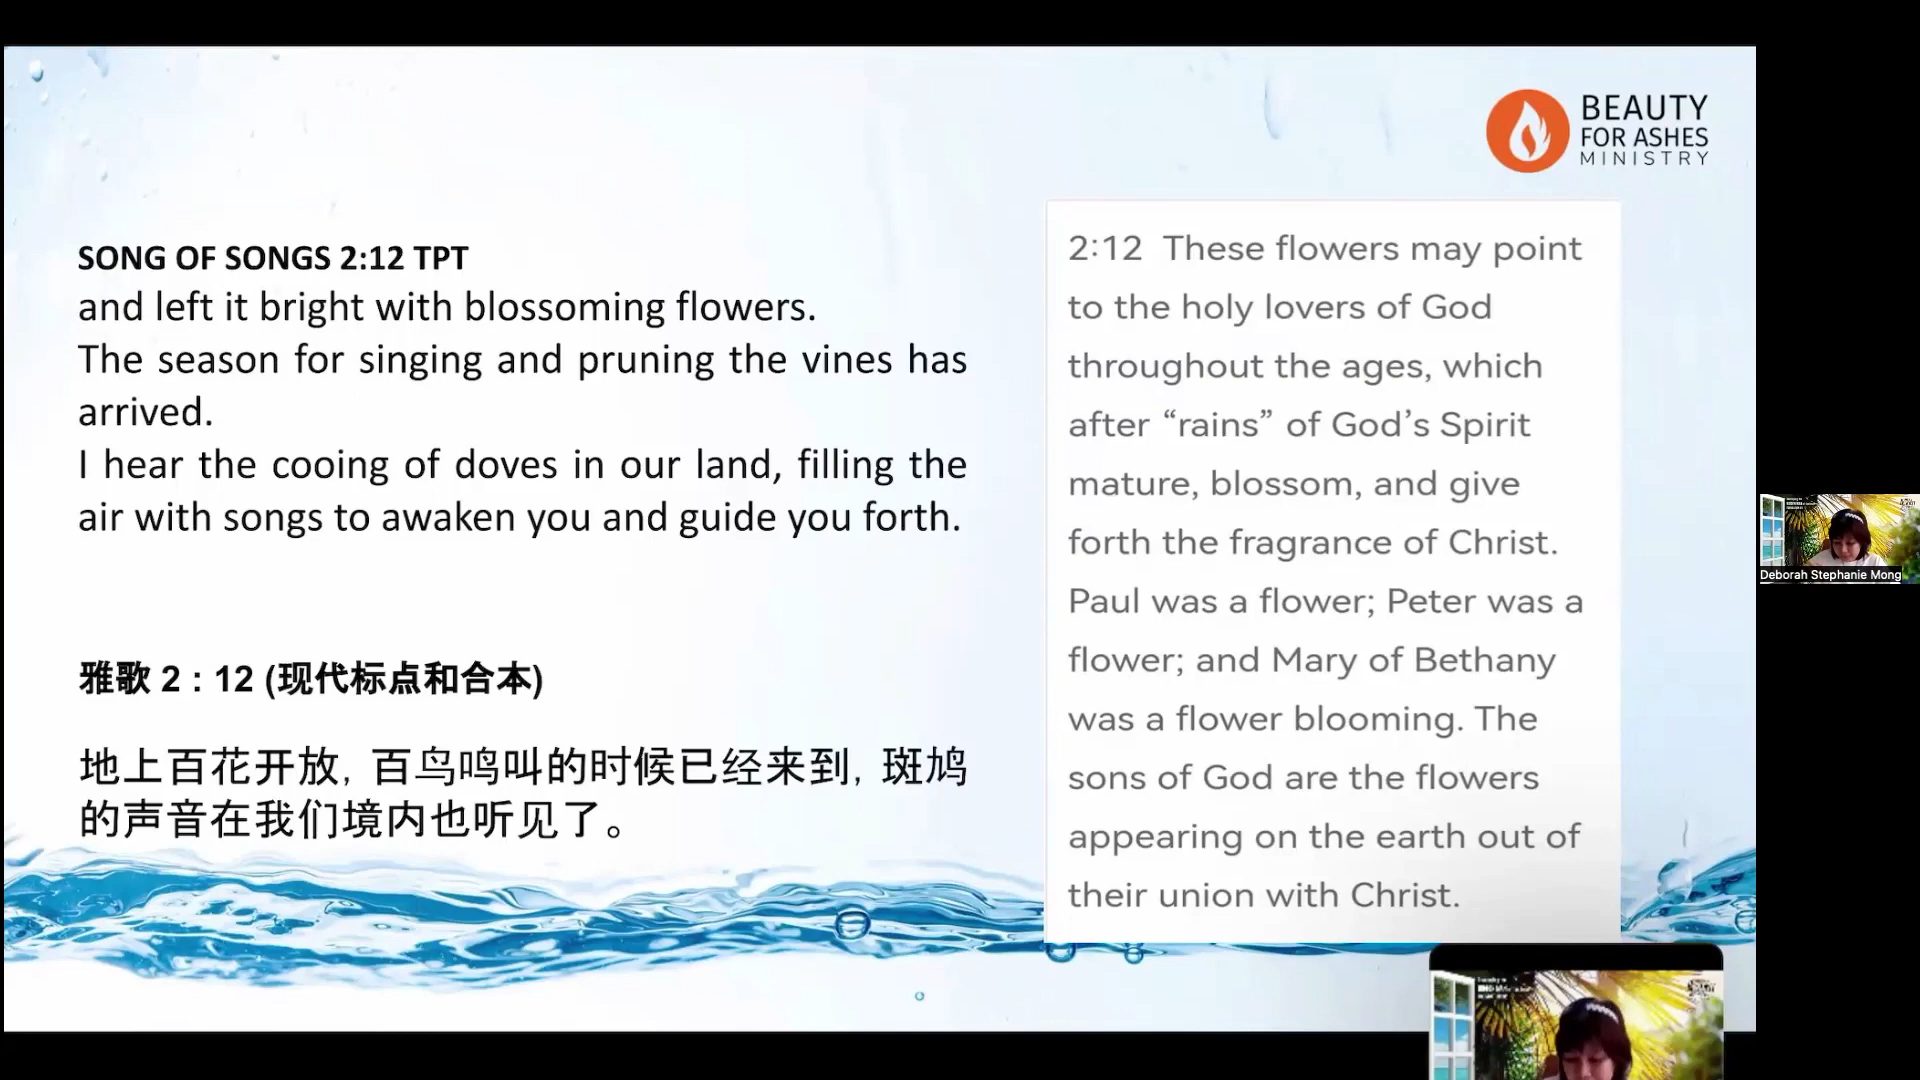 BEAUTY
FOR ASHES
MINISTRY
SONG OF SONGS 2:12 TPT
and left it bright with blossoming flowers.
The season for singing and pruning the vines has
arrived.
I hear the cooing of doves in our land, filling the
air with songs to awaken you and guide you forth.
雅歌 2 : 12 (现代标点和合本)
地上百花开放, 百鸟鸣叫的时候已经来到, 斑鸠
的声音在我们境内也听见了。
2:12 These flowers may point
to the holy lovers of God
throughout the ages, which
after “rains” of God’s Spirit
mature, blossom, and give
forth the fragrance of Christ.
Paul was a flower; Peter was a
flower; and Mary of Bethany
was a flower blooming. The
sons of God are the flowers
appearing on the earth out of
their union with Christ.
Deborah Stephanie Mong